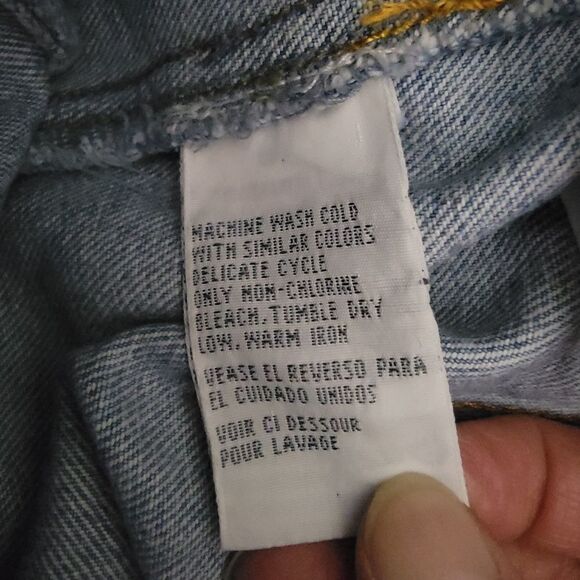 MACHINE WASH COLD
WITH SIMILAR COLORS
DELICATE CYCLE
ONLY NON-CHLORINE
BLEACH. TUMBLE DRY
LOW. WARM IRON
VEASE EL REVERSO PARA
EL CUIDADO UNIDOS
VOIR CI DESSOUR
POUR LAVAGE